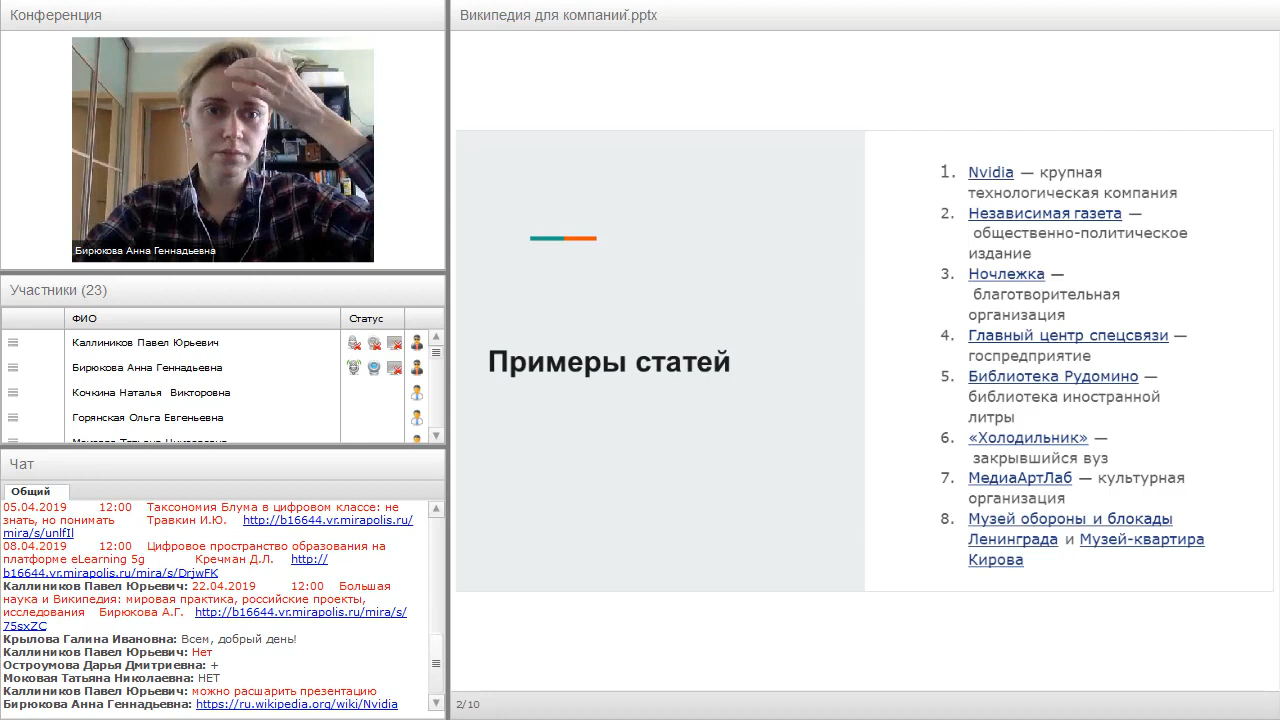 Конференция
Бирюкова Анна Геннадьевна
Участники (23)
ФИО
Статус
Каллиников Павел Юрьевич
Бирюкова Анна Геннадьевна
Кочкина Наталья Викторовна
Горянская Ольга Евгеньевна
Чат
Общий
05.04.2019 12:00 Таксономия Блума в цифровом классе: не
знать, но понимать Травкин И.Ю. http://b16644.vr.mirapolis.ru/
mira/s/unlfIl
08.04.2019 12:00 Цифровое пространство образования на
платформе eLearning 5g Кречман Д.Л. http://
b16644.vr.mirapolis.ru/mira/s/DrjwFK
Каллиников Павел Юрьевич: 22.04.2019 12:00 Большая
наука и Википедия: мировая практика, российские проекты,
исследования Бирюкова А.Г. http://b16644.vr.mirapolis.ru/mira/s/
75sxZC
Крылова Галина Ивановна: Всем, добрый день!
Каллиников Павел Юрьевич: Нет
Остроумова Дарья Дмитриевна: +
Моковая Татьяна Николаевна: НЕТ
Каллиников Павел Юрьевич: можно расшарить презентацию
Бирюкова Анна Геннадьевна: https://ru.wikipedia.org/wiki/Nvidia
Википедия для компаний.pptx
Примеры статей
1. Nvidia — крупная
технологическая компания
2. Независимая газета —
общественно-политическое
издание
3. Ночлежка —
благотворительная
организация
4. Главный центр спецсвязи —
госпредприятие
5. Библиотека Рудомино —
библиотека иностранной
литры
6. «Холодильник» —
закрывшийся вуз
7. МедиаАртЛаб — культурная
организация
8. Музей обороны и блокады
Ленинграда и Музей-квартира
Кирова
2/10